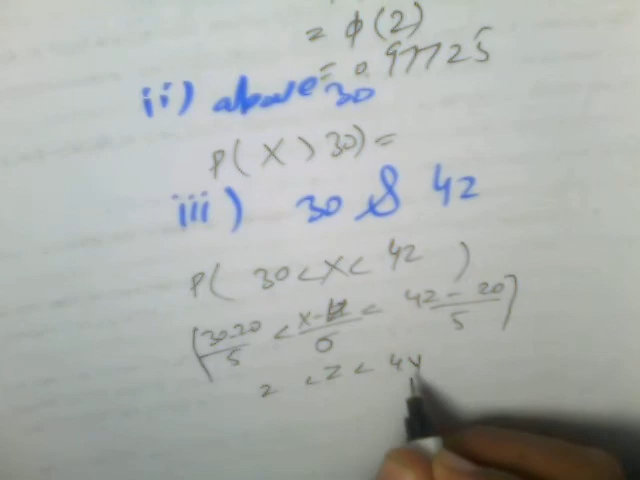 = φ(2)
= 0.97725
ii) above 30
P( X > 30) =
iii) 30 & 42
P( 30 < X < 42 )
( 30-20/5 < X-μ/σ < 42-20/5 )
2 < Z < 4.4